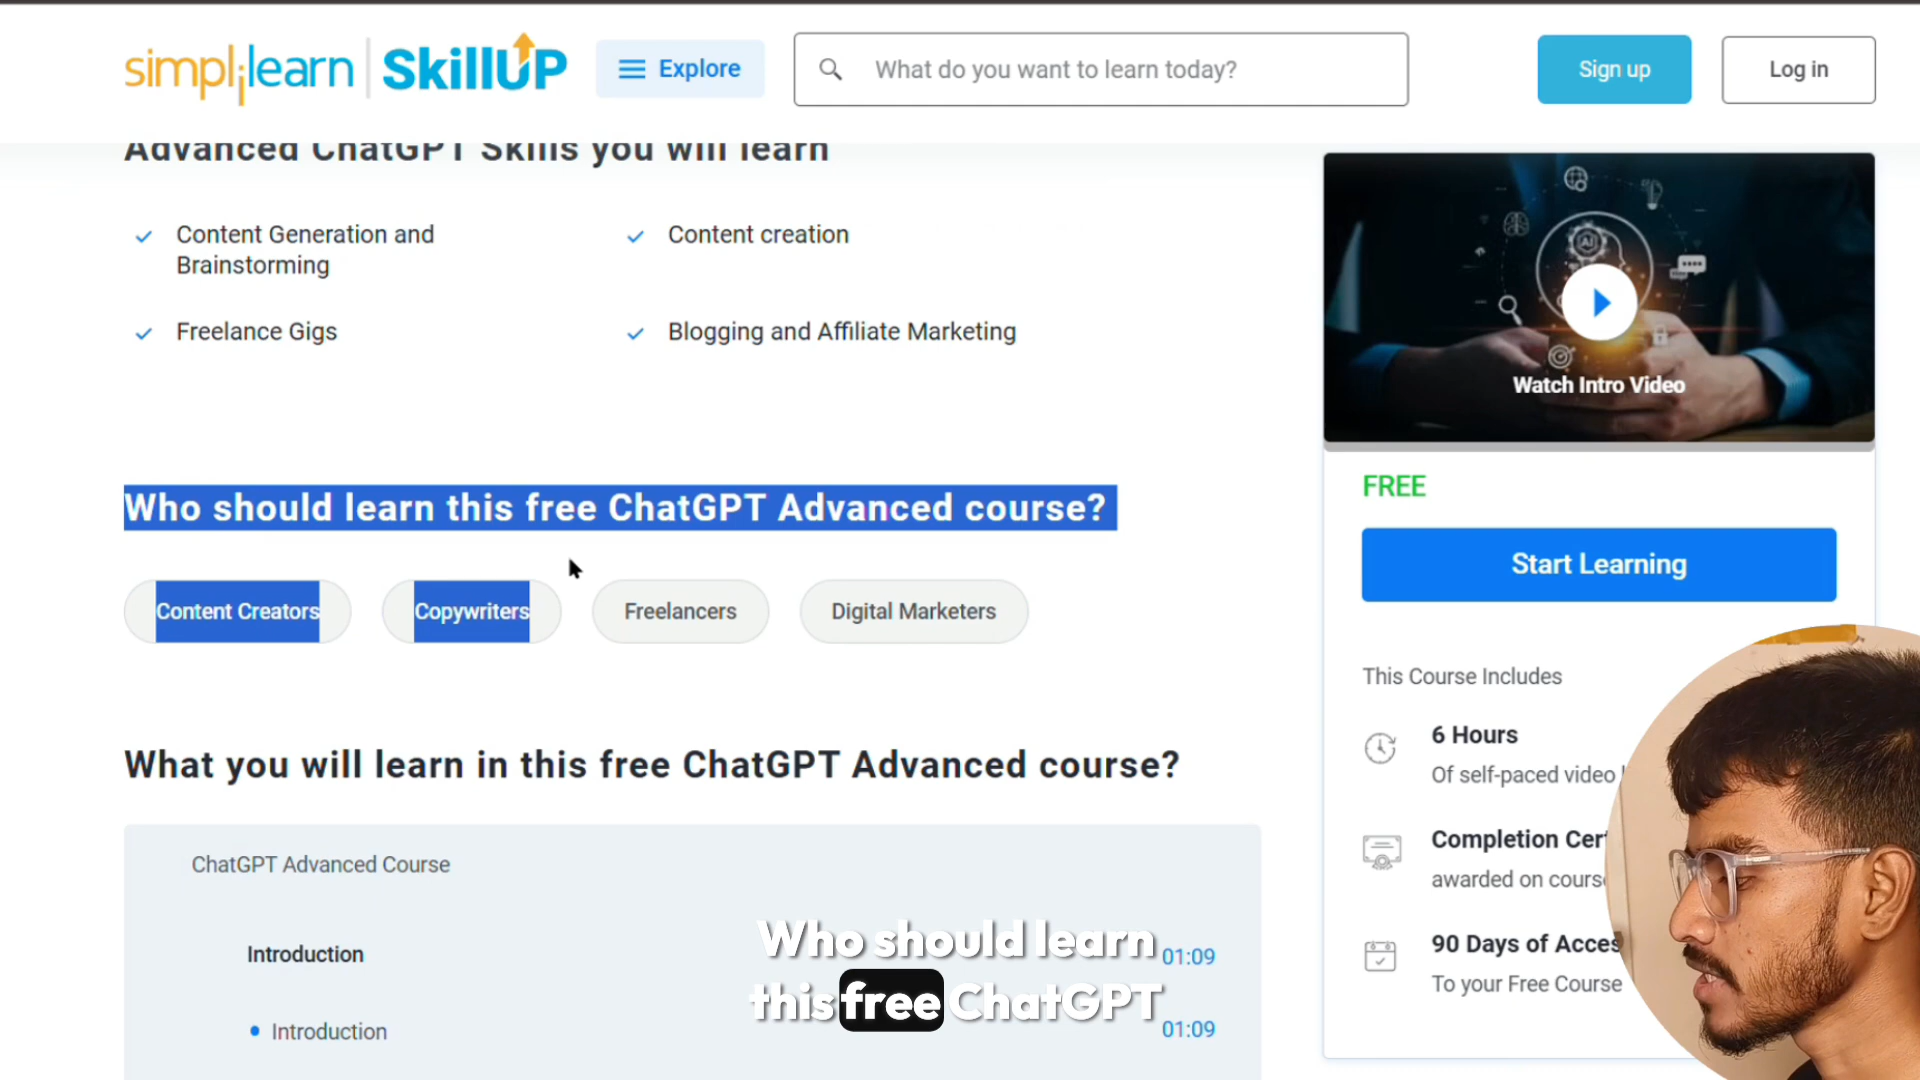 simplilearn | SkillUP
Explore
What do you want to learn today?
Sign up
Log in
Advanced ChatGPT Skills you will learn
Content Generation and
Brainstorming
Content creation
Freelance Gigs
Blogging and Affiliate Marketing
Who should learn this free ChatGPT Advanced course?
Content Creators
Copywriters
Freelancers
Digital Marketers
What you will learn in this free ChatGPT Advanced course?
ChatGPT Advanced Course
Introduction
01:09
Introduction
01:09
AI
Watch Intro Video
FREE
Start Learning
This Course Includes
6 Hours
Of self-paced video
Completion
awarded on
90 Days of
To your Free Course
Who should learn
this free ChatGPT